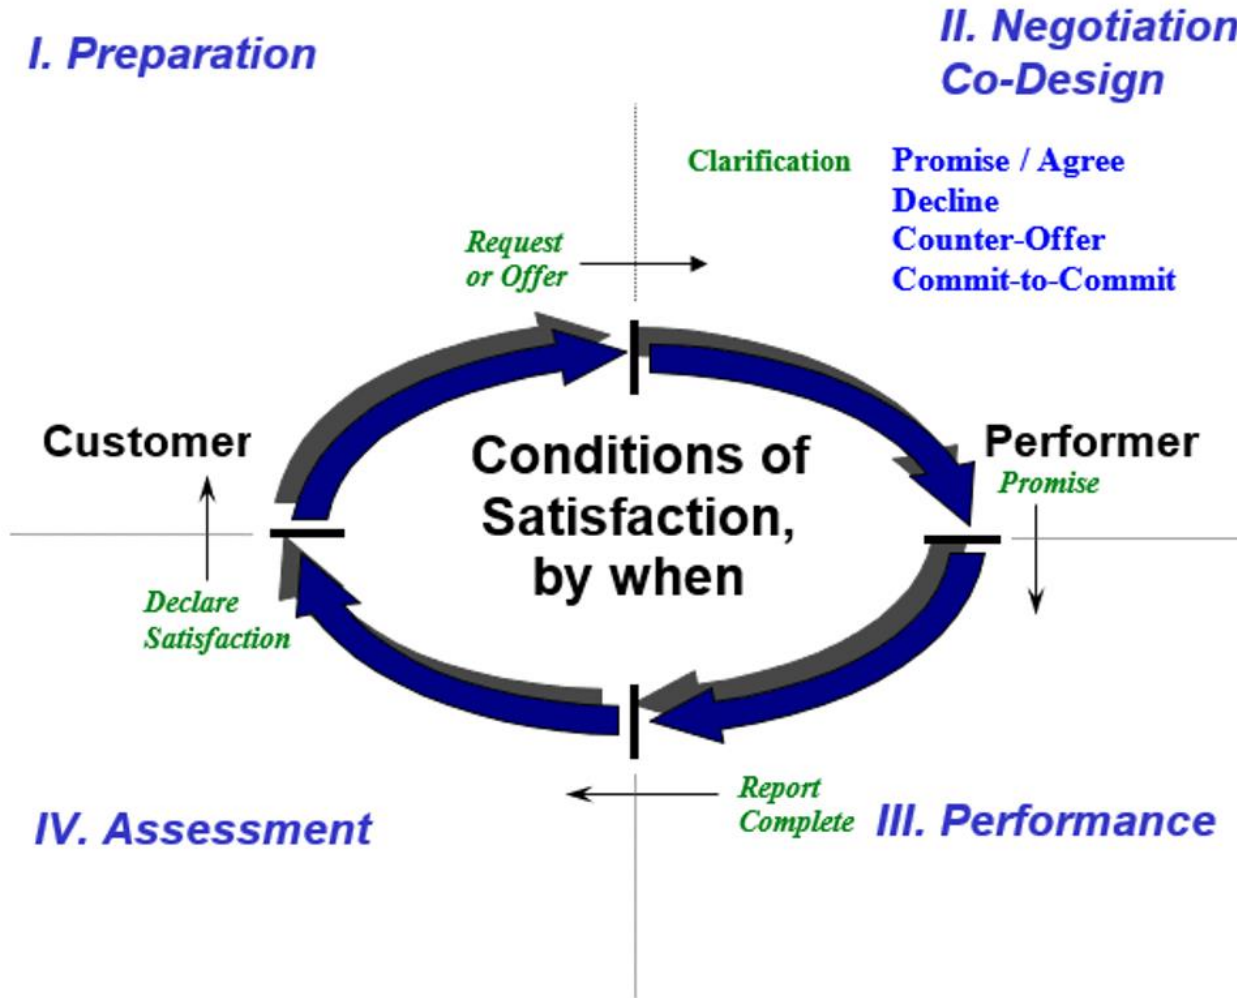 I. Preparation
II. Negotiation
Co-Design
Clarification
Promise / Agree
Decline
Counter-Offer
Commit-to-Commit
Request
or Offer
Customer
Conditions of
Satisfaction,
by when
Performer
Promise
Declare
Satisfaction
Report
Complete
IV. Assessment
III. Performance